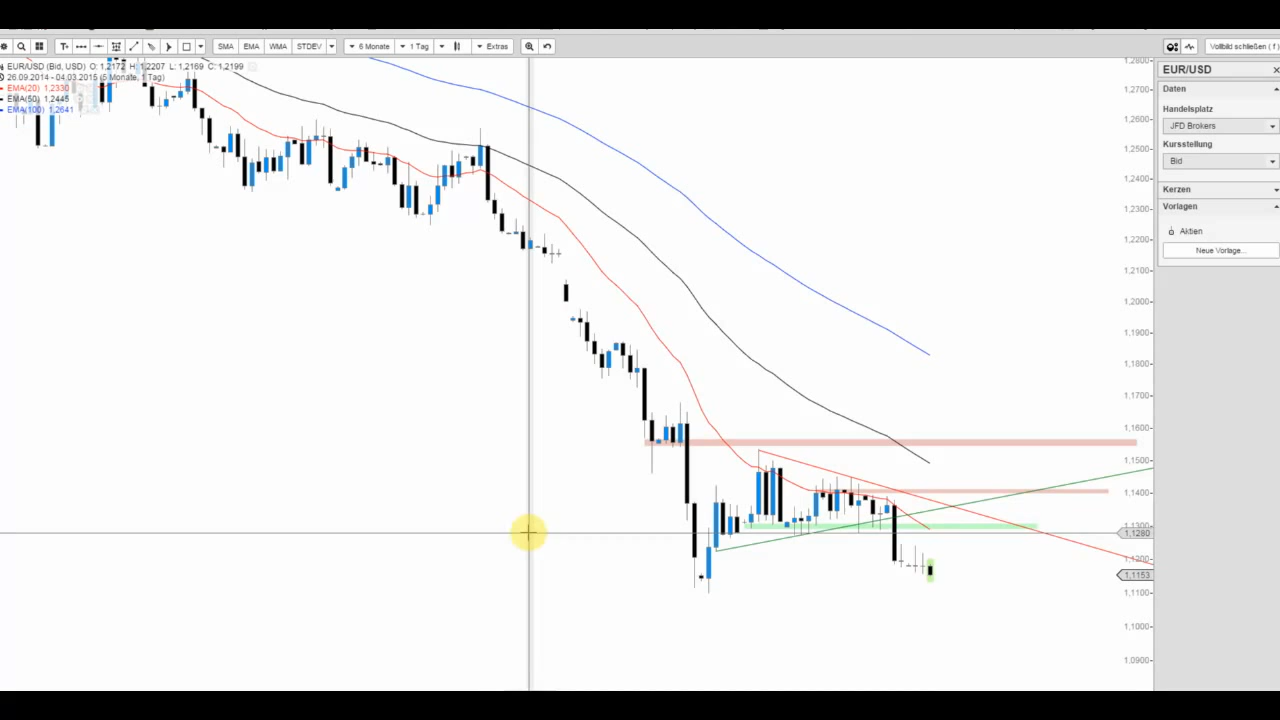 SMA EMA WMA STDEV 6 Monate 1 Tag Extras Vollbild schließen ( f )
EUR/USD (Bid, USD) O: 1,2172 H: 1,2207 L: 1,2169 C: 1,2199
26.09.2014 - 04.03.2015 (5 Monate, 1 Tag)
EMA(20) 1,2330
EMA(50) 1,2445
EMA(100) 1,2641
1,2800
1,2700
1,2600
1,2500
1,2400
1,2300
1,2200
1,2100
1,2000
1,1900
1,1800
1,1700
1,1600
1,1500
1,1400
1,1300
1,1280
1,1200
1,1153
1,1100
1,1000
1,0900
EUR/USD
Daten
Handelsplatz
JFD Brokers
Kursstellung
Bid
Kerzen
Vorlagen
Aktien
Neue Vorlage...